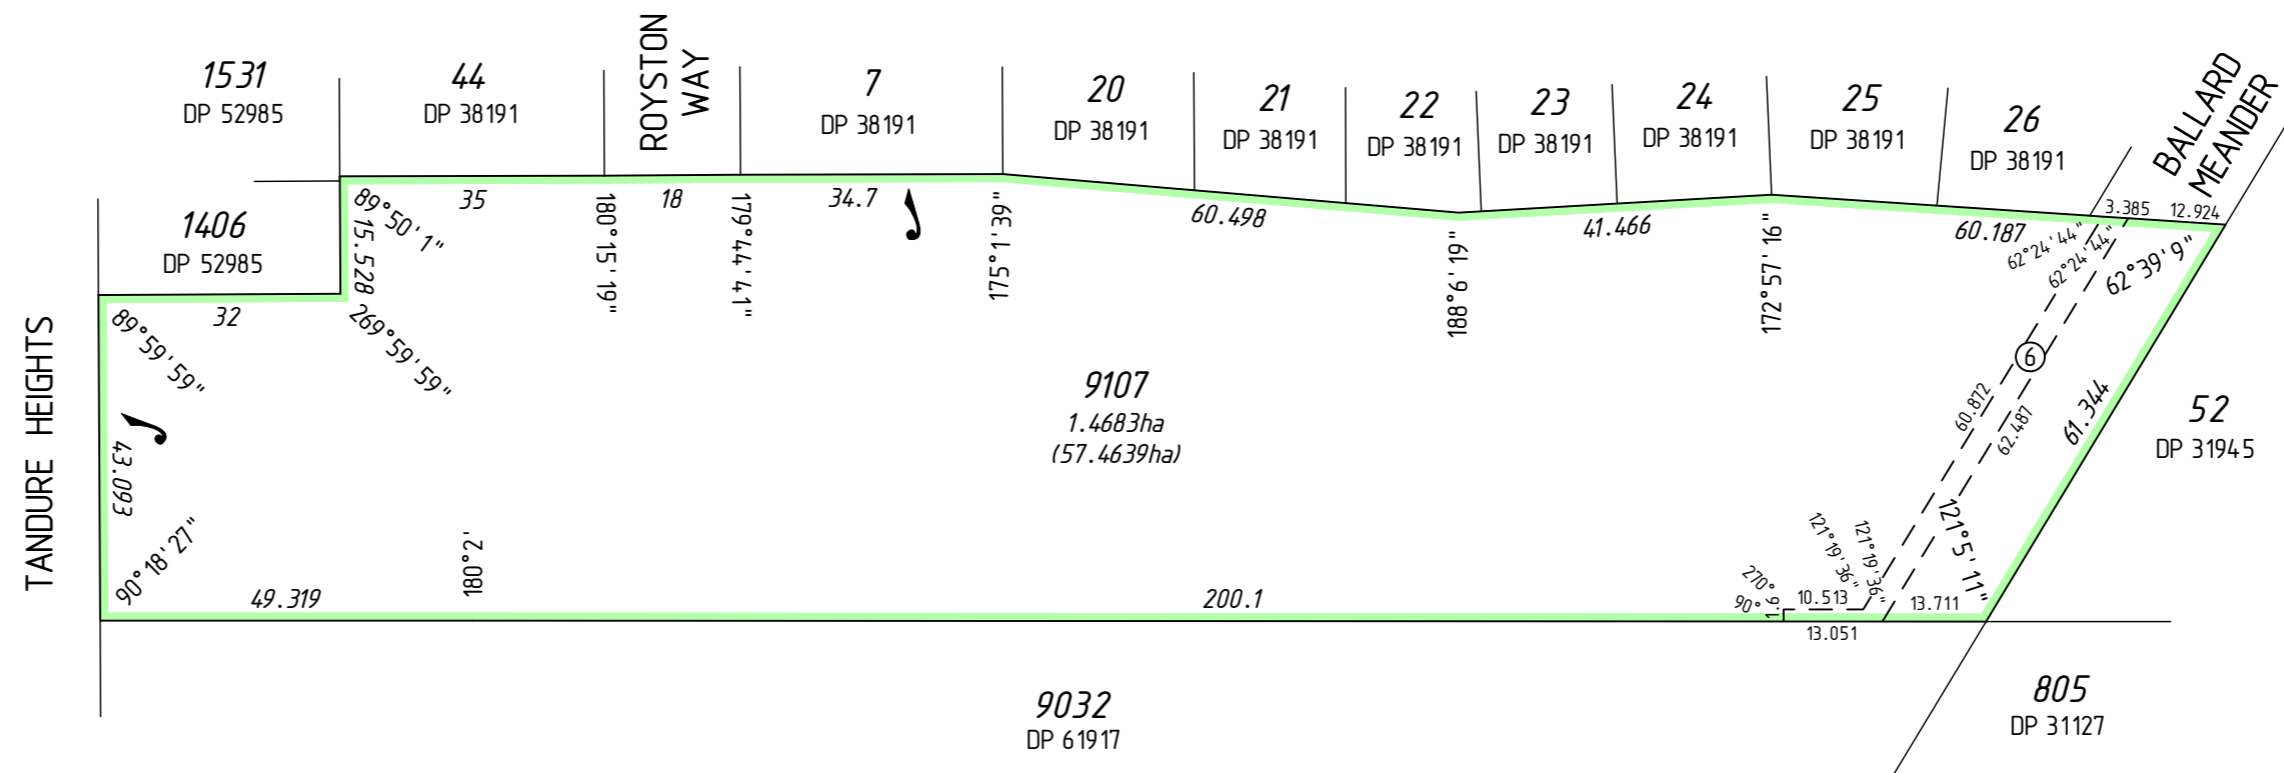 1531
DP 52985
44
DP 38191
ROYSTON
WAY
7
DP 38191
20
DP 38191
21
DP 38191
22
DP 38191
23
DP 38191
24
DP 38191
25
DP 38191
26
DP 38191
BALLARD
MEANDER
1406
DP 52985
89°50'1"
15.528
35
180°15'19"
18
179°44'41"
34.7
175°1'39"
60.498
188°6'19"
41.466
172°57'16"
60.187
3.385
12.924
62°24'44"
62°24'44"
62°39'9"
32
89°59'59"
269°59'59"
TANDURE HEIGHTS
43.093
90°18'27"
9107
1.4683ha
(57.4639ha)
6
60.872
62.487
61.344
52
DP 31945
49.319
180°2'
200.1
270°
90°
1.9
10.513
121°19'36"
121°19'36"
121°5'11"
13.711
13.051
9032
DP 61917
805
DP 31127